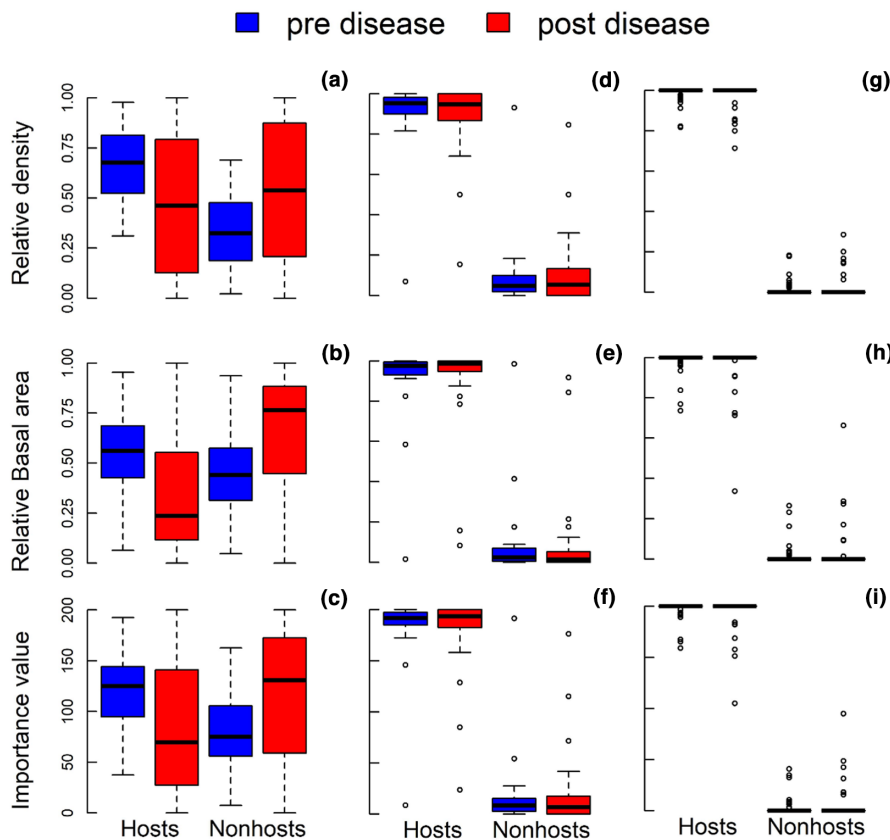 pre disease post disease
(a) (d) (g)
Relative density
0.00 0.25 0.50 0.75 1.00
(b) (e) (h)
Relative Basal area
0.00 0.25 0.50 0.75 1.00
(c) (f) (i)
Importance value
0 50 100 150 200
Hosts Nonhosts Hosts Nonhosts Hosts Nonhosts